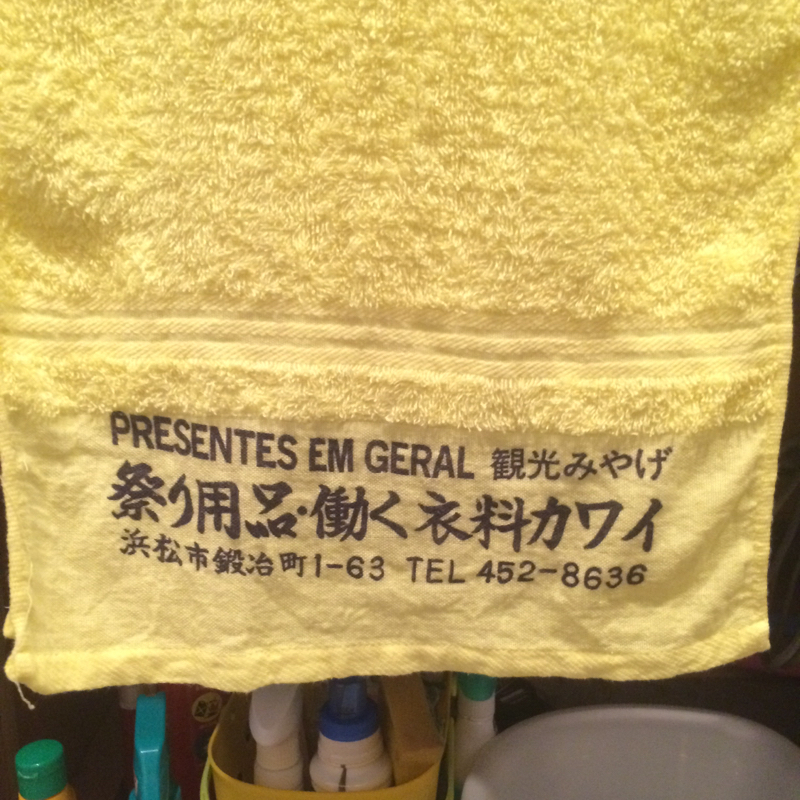 PRESENTES EM GERAL 観光みやげ
祭り用品・働く衣料カワイ
浜松市鍛冶町1-63 TEL 452-8636